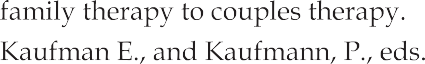 family therapy to couples therapy.
Kaufman E., and Kaufmann, P., eds.